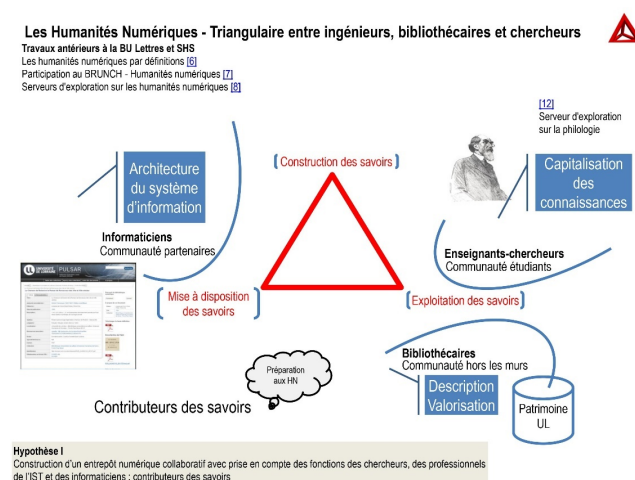 Les Humanités Numériques - Triangulaire entre ingénieurs, bibliothécaires et chercheurs
Travaux antérieurs à la BU Lettres et SHS
Les humanités numériques par définitions [6]
Participation au BRUNCH - Humanités numériques [7]
Serveurs d'exploration sur les humanités numériques [8]
[12]
Serveur d'exploration
sur la philologie
Construction des savoirs
Architecture
du système
d'information
Capitalisation
des
connaissances
Informaticiens
Communauté partenaires
Enseignants-chercheurs
Communauté étudiants
PULSAR
Mise à disposition
des savoirs
Exploitation des savoirs
Bibliothécaires
Communauté hors les murs
Préparation
aux HN
Description
Valorisation
Patrimoine
UL
Contributeurs des savoirs
Hypothèse I
Construction d'un entrepôt numérique collaboratif avec prise en compte des fonctions des chercheurs, des professionnels
de l'IST et des informaticiens : contributeurs des savoirs